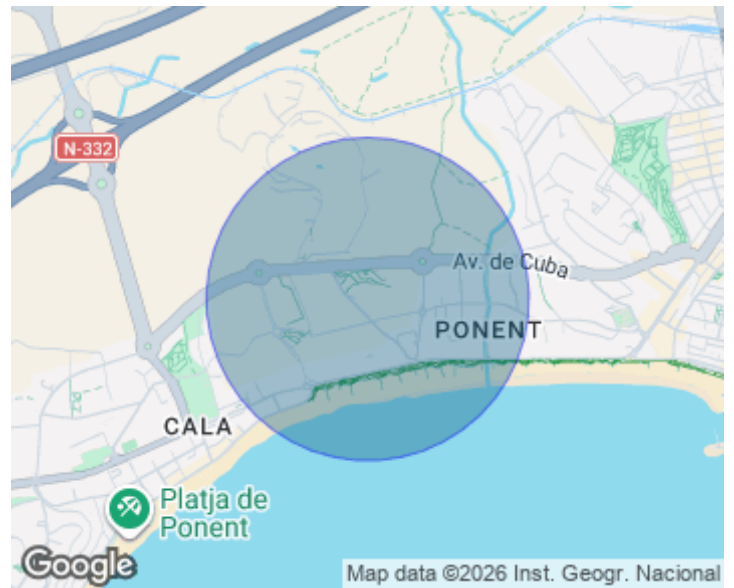 N-332
Av. de Cuba
PONENT
CALA
Platja de
Ponent
Google
Map data ©2026 Inst. Geogr. Nacional